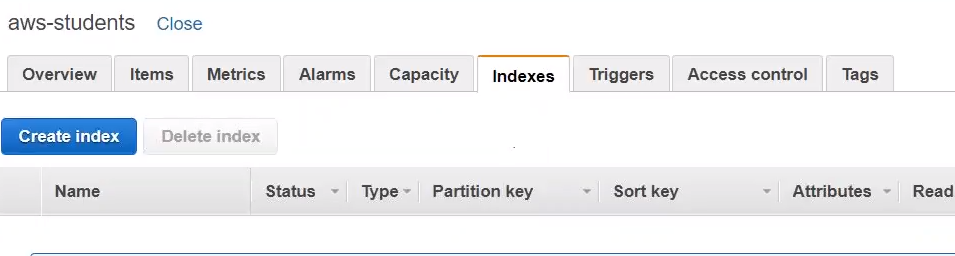 aws-students Close
Overview Items Metrics Alarms Capacity Indexes Triggers Access control Tags
Create index Delete index
Name Status Type Partition key Sort key Attributes Read